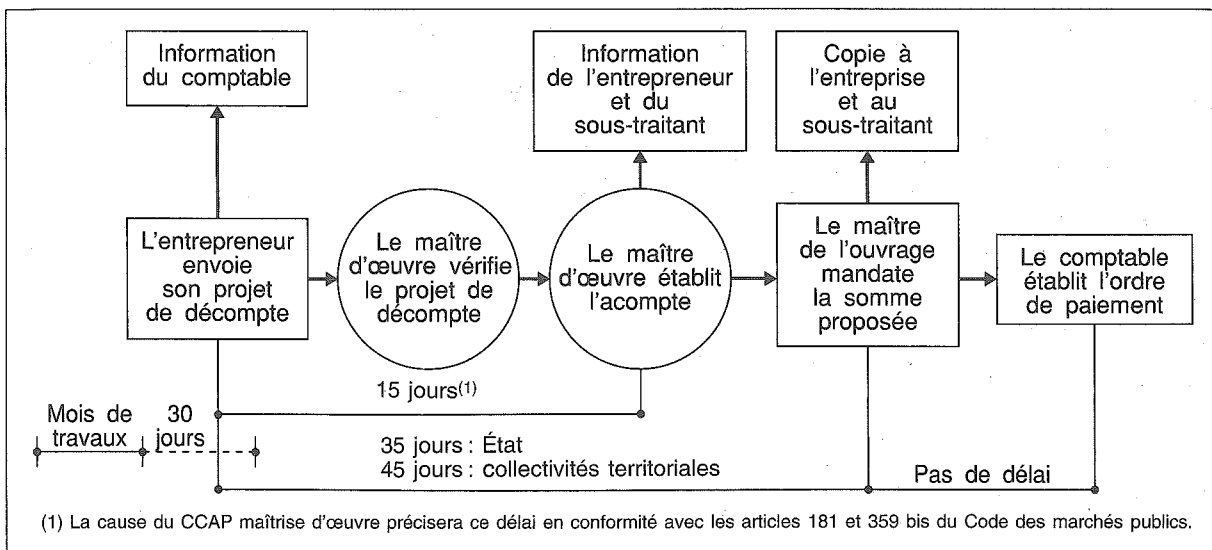 Information
du comptable
Information
de l'entrepreneur
et du
sous-traitant
Copie à
l'entreprise
et au
sous-traitant
L'entrepreneur
envoie
son projet
de décompte
Le maître
d'œuvre vérifie
le projet de
décompte
Le maître
d'œuvre établit
l'acompte
Le maître
de l'ouvrage
mandate
la somme
proposée
Le comptable
établit l'ordre
de paiement
15 jours(1)
Mois de
travaux
30
jours
35 jours : État
45 jours : collectivités territoriales
Pas de délai
(1) La cause du CCAP maîtrise d'œuvre précisera ce délai en conformité avec les articles 181 et 359 bis du Code des marchés publics.